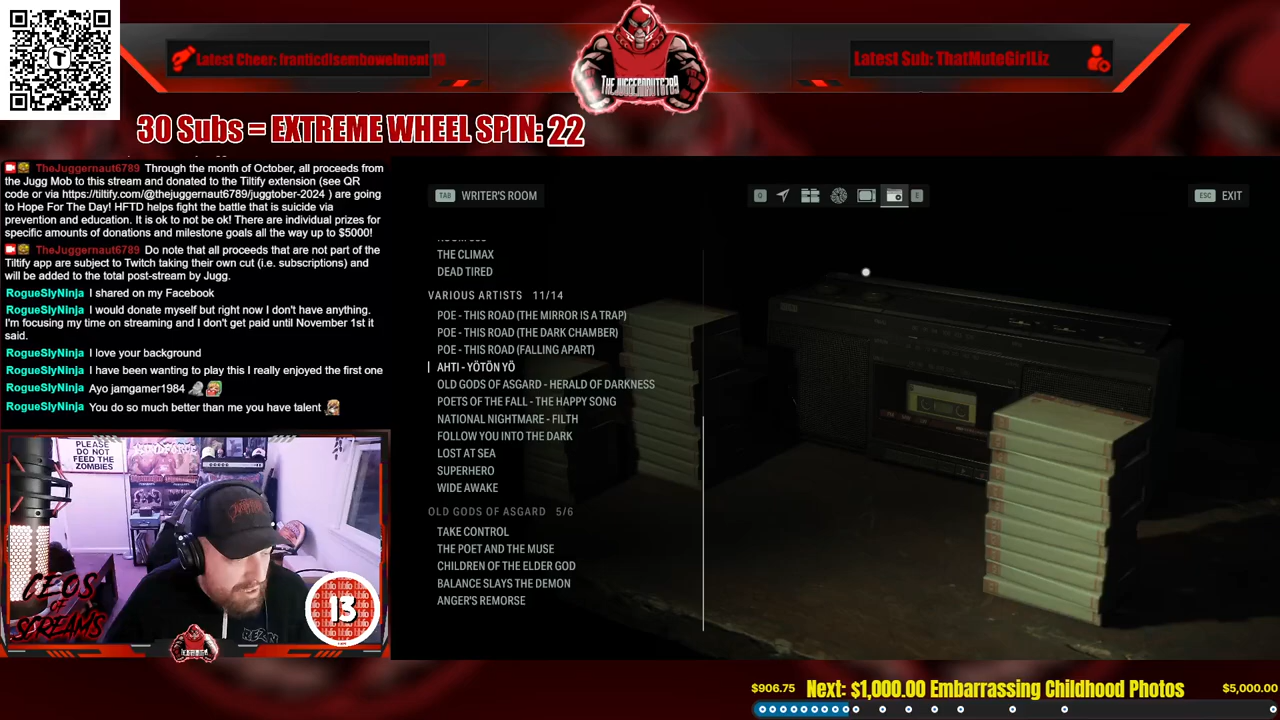 Latest Cheer: franticdisembowelment 10
THEJUGGERNAUT6789
Latest Sub: ThatMuteGirlLiz
30 Subs = EXTREME WHEEL SPIN: 22
TheJuggernaut6789 Through the month of October, all proceeds from
the Jugg Mob to this stream and donated to the Tiltify extension (see QR
code or via https://tiltify.com/@thejuggernaut6789/juggtober-2024 ) are going
to Hope For The Day! HFTD helps fight the battle that is suicide via
prevention and education. It is ok to not be ok! There are individual prizes for
specific amounts of donations and milestone goals all the way up to $5000!
TheJuggernaut6789 Do note that all proceeds that are not part of the
Tiltify app are subject to Twitch taking their own cut (i.e. subscriptions) and
will be added to the total post-stream by Jugg.
RogueSlyNinja I shared on my Facebook
RogueSlyNinja I would donate myself but right now I don't have anything.
I'm focusing my time on streaming and I don't get paid until November 1st it
said.
RogueSlyNinja I love your background
RogueSlyNinja I have been wanting to play this I really enjoyed the first one
RogueSlyNinja Ayo jamgamer1984
RogueSlyNinja You do so much better than me you have talent
TAB WRITER'S ROOM
Q
E
ESC EXIT
THE CLIMAX
DEAD TIRED
VARIOUS ARTISTS 11/14
POE - THIS ROAD (THE MIRROR IS A TRAP)
POE - THIS ROAD (THE DARK CHAMBER)
POE - THIS ROAD (FALLING APART)
AHTI - YÖTÖN YÖ
OLD GODS OF ASGARD - HERALD OF DARKNESS
POETS OF THE FALL - THE HAPPY SONG
NATIONAL NIGHTMARE - FILTH
FOLLOW YOU INTO THE DARK
LOST AT SEA
SUPERHERO
WIDE AWAKE
OLD GODS OF ASGARD 5/6
TAKE CONTROL
THE POET AND THE MUSE
CHILDREN OF THE ELDER GOD
BALANCE SLAYS THE DEMON
ANGER'S REMORSE
PLEASE
DO NOT
FEED THE
ZOMBIES
CEOS
OF
SCREAMS
13
$906.75 Next: $1,000.00 Embarrassing Childhood Photos $5,000.00